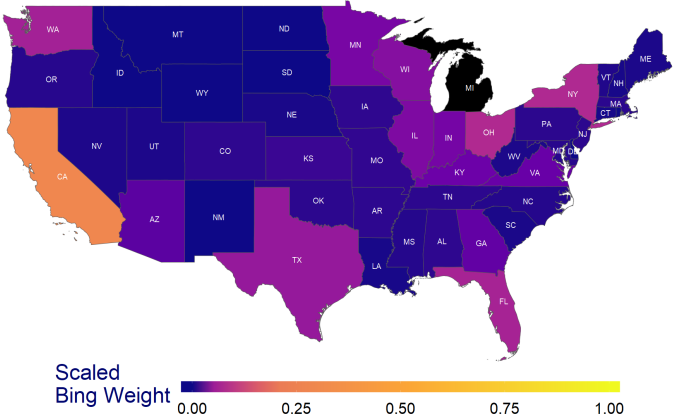 WA
MT
ND
MN
ME
OR
ID
SD
WI
VT
NH
MI
WY
NY
MA
CT
IA
NE
PA
NJ
NV
UT
IL
IN
OH
MD
DE
CO
KS
MO
WV
CA
KY
VA
AZ
NM
OK
TN
NC
AR
SC
MS
AL
GA
TX
LA
FL
Scaled
Bing Weight
0.00 0.25 0.50 0.75 1.00